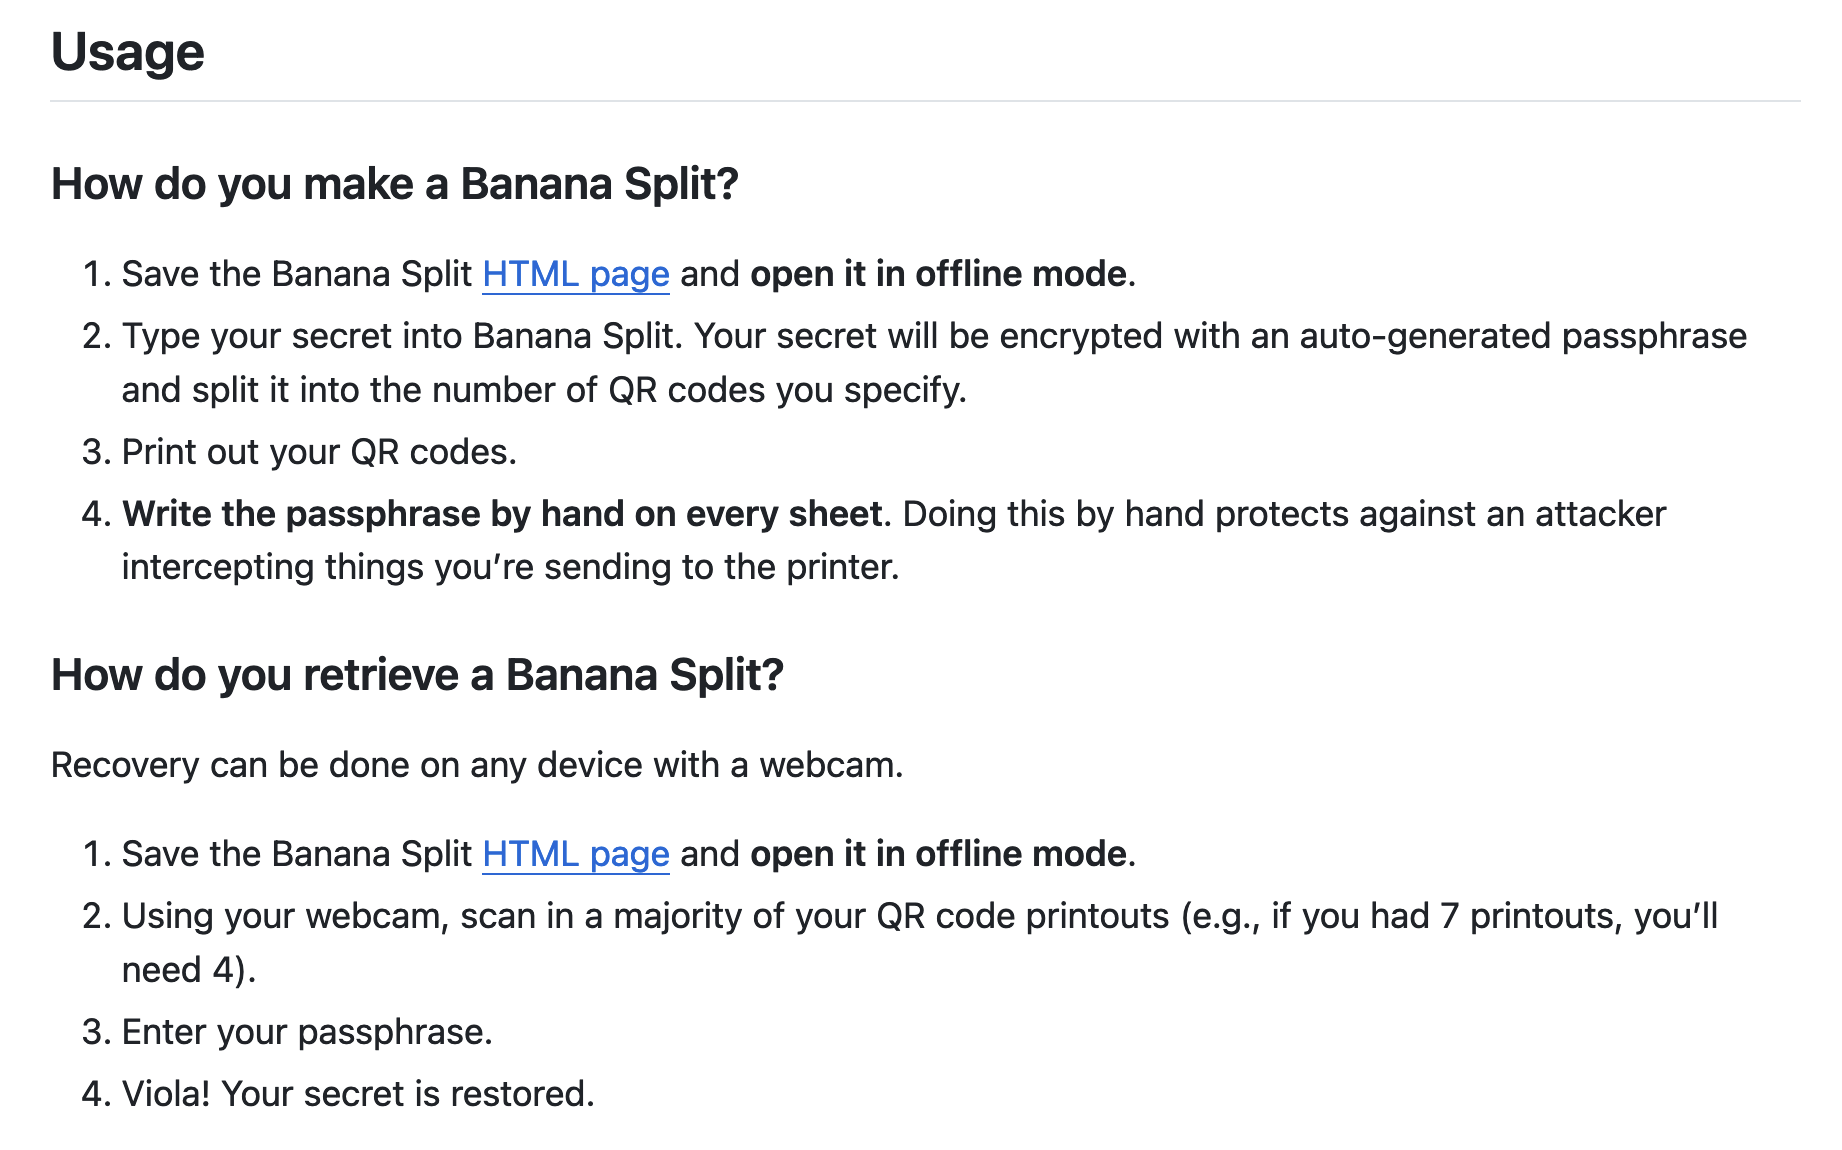 Usage
How do you make a Banana Split?
1. Save the Banana Split HTML page and open it in offline mode.
2. Type your secret into Banana Split. Your secret will be encrypted with an auto-generated passphrase
and split it into the number of QR codes you specify.
3. Print out your QR codes.
4. Write the passphrase by hand on every sheet. Doing this by hand protects against an attacker
intercepting things you’re sending to the printer.
How do you retrieve a Banana Split?
Recovery can be done on any device with a webcam.
1. Save the Banana Split HTML page and open it in offline mode.
2. Using your webcam, scan in a majority of your QR code printouts (e.g., if you had 7 printouts, you’ll
need 4).
3. Enter your passphrase.
4. Viola! Your secret is restored.